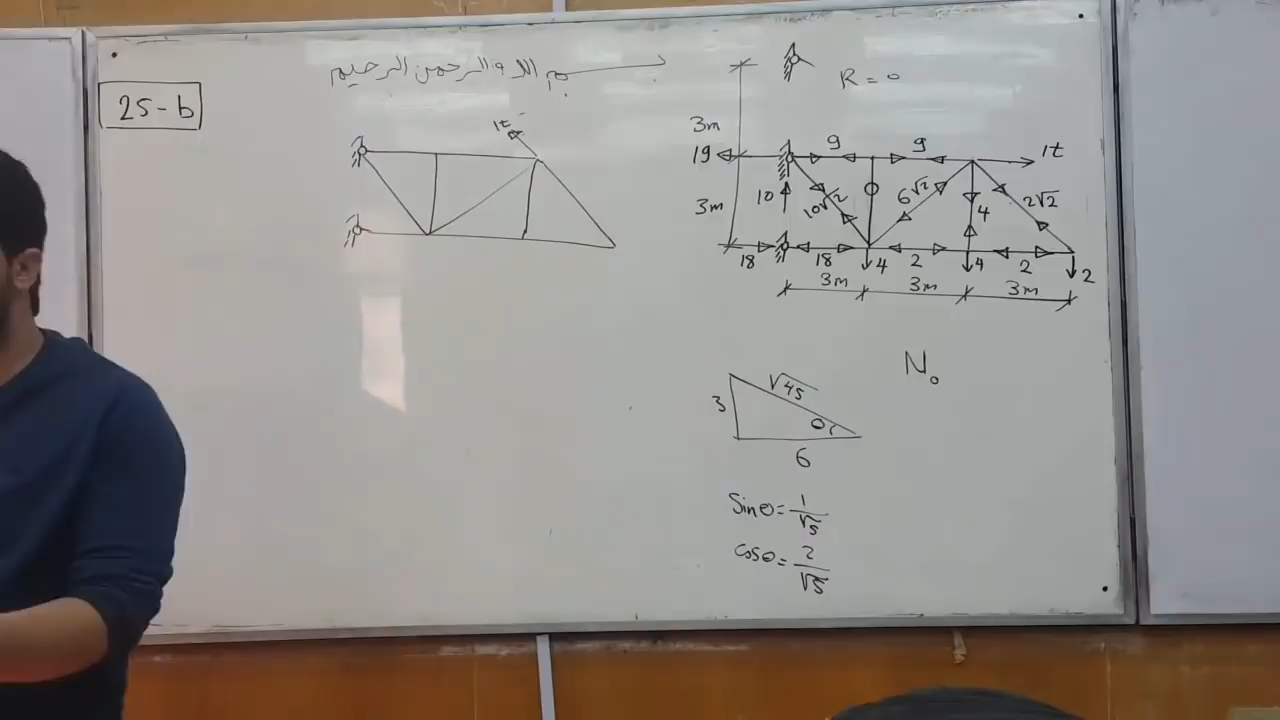 بسم الله الرحمن الرحيم
25-b
1t
R = 0
3m
19
9
9
1t
3m
10
10√2
6√2
4
2√2
18
18
4
2
4
2
2
3m
3m
3m
N₀
3
√45
θ
6
Sinθ = 1/√5
cosθ = 2/√5